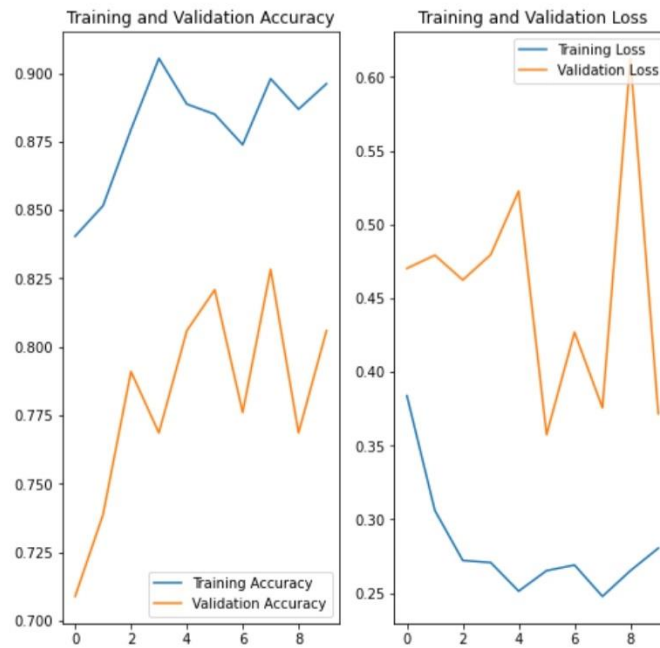 Training and Validation Accuracy
0.900
0.875
0.850
0.825
0.800
0.775
0.750
0.725
0.700
0 2 4 6 8
Training Accuracy
Validation Accuracy
Training and Validation Loss
Training Loss
Validation Loss
0.60
0.55
0.50
0.45
0.40
0.35
0.30
0.25
0 2 4 6 8